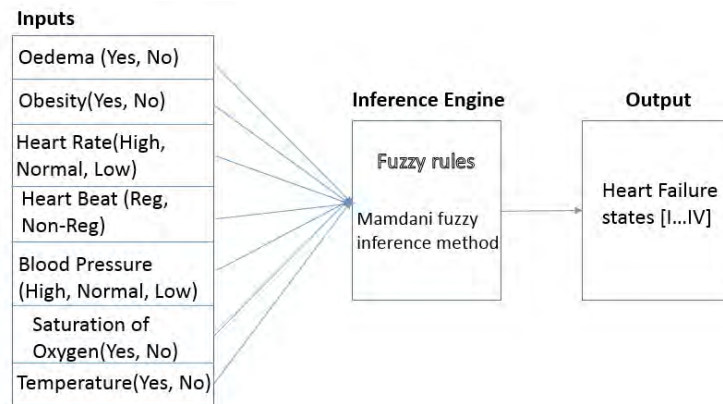 Inputs
Oedema (Yes, No)
Obesity(Yes, No)
Heart Rate(High,
Normal, Low)
Heart Beat (Reg,
Non-Reg)
Blood Pressure
(High, Normal, Low)
Saturation of
Oxygen(Yes, No)
Temperature(Yes, No)
Inference Engine
Fuzzy rules
Mamdani fuzzy
inference method
Output
Heart Failure
states [I...IV]